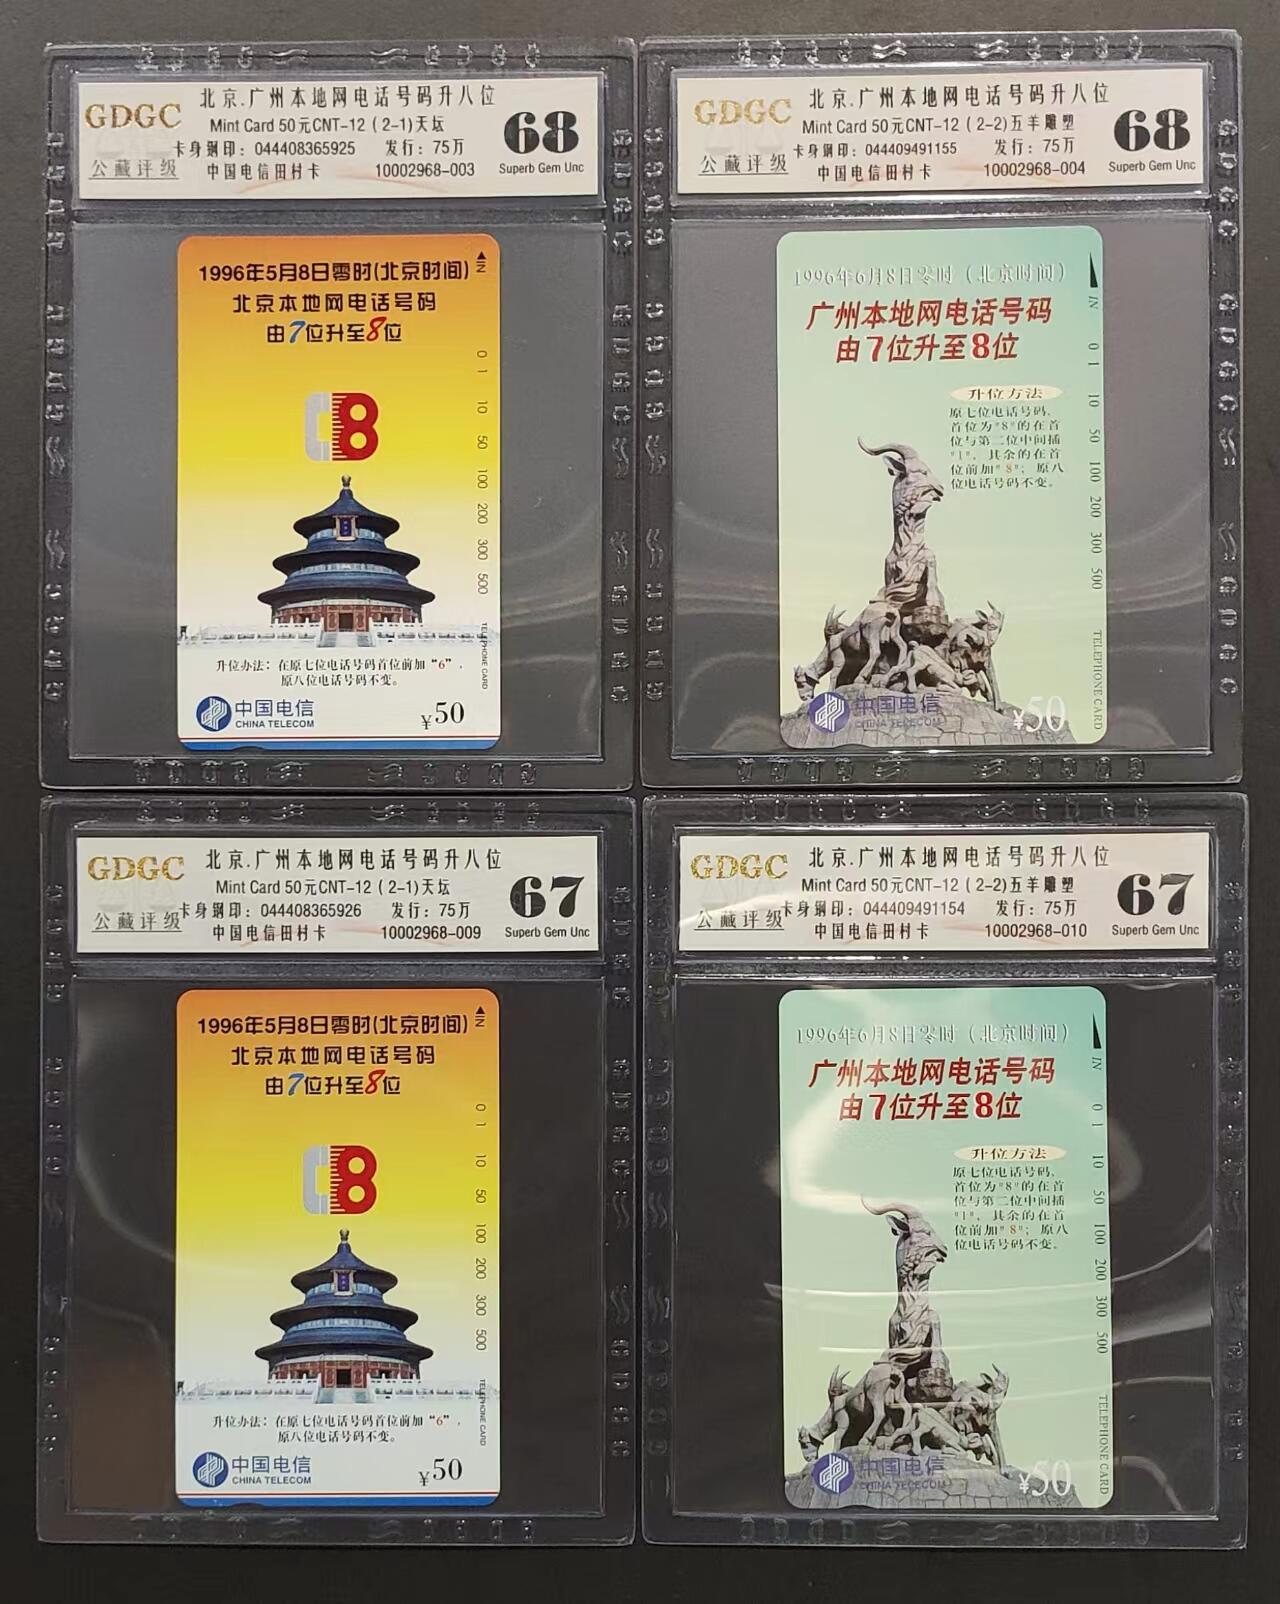 GDGC
公藏评级
北京.广州本地网电话号码升八位
Mint Card 50元CNT-12 (2-1)天坛
卡身钢印: 044408365925 发行: 75万
中国电信田村卡 10002968-003
68
Superb Gem Unc
1996年5月8日零时(北京时间)
北京本地网电话号码
由7位升至8位
IN
0 1 10 50 100 200 300 500
TELEPHONE CARD
升位办法: 在原七位电话号码首位前加“6”,
原八位电话号码不变。
中国电信
CHINA TELECOM
¥50
GDGC
公藏评级
北京.广州本地网电话号码升八位
Mint Card 50元CNT-12 (2-2)五羊雕塑
卡身钢印: 044409491155 发行: 75万
中国电信田村卡 10002968-004
68
Superb Gem Unc
1996年6月8日零时(北京时间)
广州本地网电话号码
由7位升至8位
升位方法
原七位电话号码,
首位为"8"的在首
位与第二位中间插
"1", 其余的在首
位前加"8"; 原八
位电话号码不变。
IN
0 1 10 50 100 200 300 500
TELEPHONE CARD
中国电信
CHINA TELECOM
¥50
GDGC
公藏评级
北京.广州本地网电话号码升八位
Mint Card 50元CNT-12 (2-1)天坛
卡身钢印: 044408365926 发行: 75万
中国电信田村卡 10002968-009
67
Superb Gem Unc
1996年5月8日零时(北京时间)
北京本地网电话号码
由7位升至8位
IN
0 1 10 50 100 200 300 500
TELEPHONE CARD
升位办法: 在原七位电话号码首位前加“6”,
原八位电话号码不变。
中国电信
CHINA TELECOM
¥50
GDGC
公藏评级
北京.广州本地网电话号码升八位
Mint Card 50元CNT-12 (2-2)五羊雕塑
卡身钢印: 044409491154 发行: 75万
中国电信田村卡 10002968-010
67
Superb Gem Unc
1996年6月8日零时(北京时间)
广州本地网电话号码
由7位升至8位
升位方法
原七位电话号码,
首位为"8"的在首
位与第二位中间插
"1", 其余的在首
位前加"8"; 原八
位电话号码不变。
IN
0 1 10 50 100 200 300 500
TELEPHONE CARD
中国电信
CHINA TELECOM
¥50